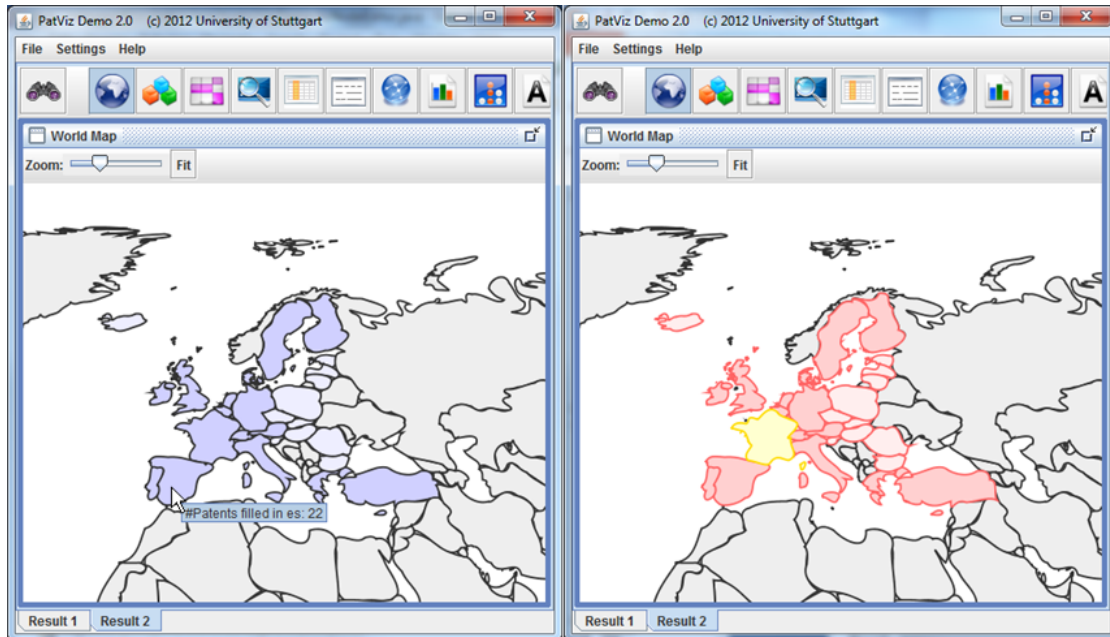 PatViz Demo 2.0 (c) 2012 University of Stuttgart
File Settings Help
A
World Map
Zoom: Fit
#Patents filled in es: 22
Result 1 Result 2
PatViz Demo 2.0 (c) 2012 University of Stuttgart
File Settings Help
A
World Map
Zoom: Fit
Result 1 Result 2